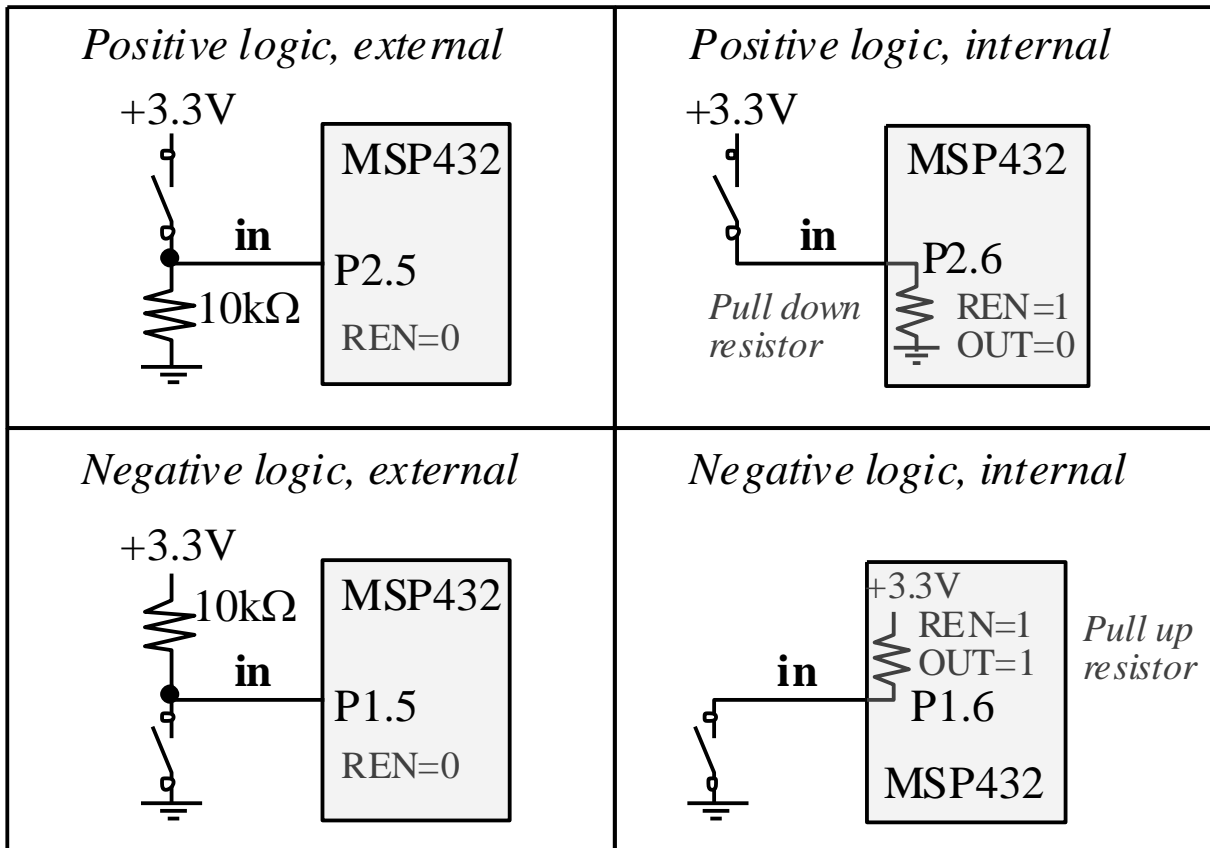 Positive logic, external
+3.3V
MSP432
in
P2.5
10kΩ
REN=0
Positive logic, internal
+3.3V
MSP432
in
P2.6
Pull down
resistor
REN=1
OUT=0
Negative logic, external
+3.3V
10kΩ
MSP432
in
P1.5
REN=0
Negative logic, internal
+3.3V
REN=1
OUT=1
Pull up
resistor
in
P1.6
MSP432